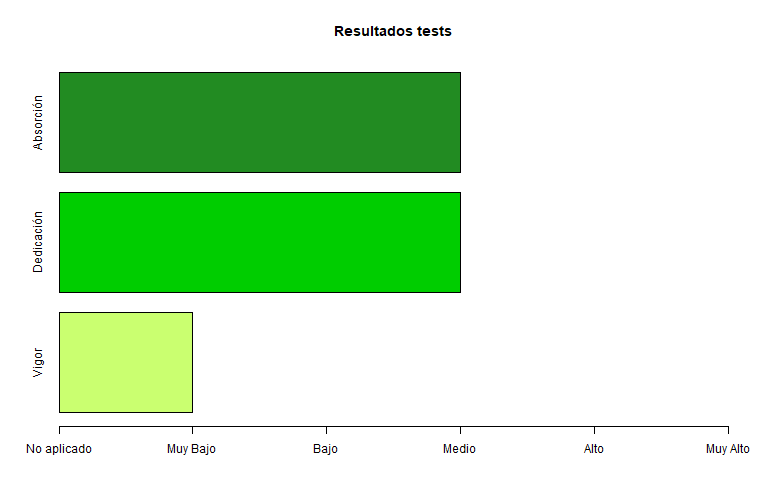 Resultados tests
Absorción
Dedicación
Vigor
No aplicado
Muy Bajo
Bajo
Medio
Alto
Muy Alto